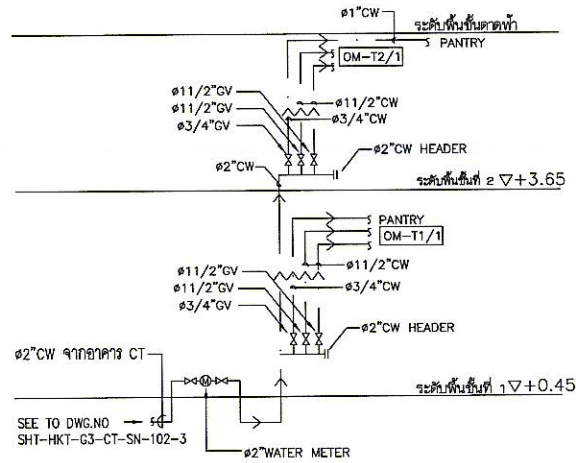 ø1"CW
ระดับพื้นชั้นดาดฟ้า
PANTRY
OM-T2/1
ø11/2"GV
ø11/2"GV
ø3/4"GV
ø11/2"CW
ø3/4"CW
ø2"CW HEADER
ø2"CW
ระดับพื้นชั้นที่ 2 ▽+3.65
PANTRY
OM-T1/1
ø11/2"GV
ø11/2"GV
ø3/4"GV
ø11/2"CW
ø3/4"CW
ø2"CW HEADER
ø2"CW จากอาคาร CT
ระดับพื้นชั้นที่ 1▽+0.45
M
SEE TO DWG.NO
SHT-HKT-G3-CT-SN-102-3
ø2"WATER METER